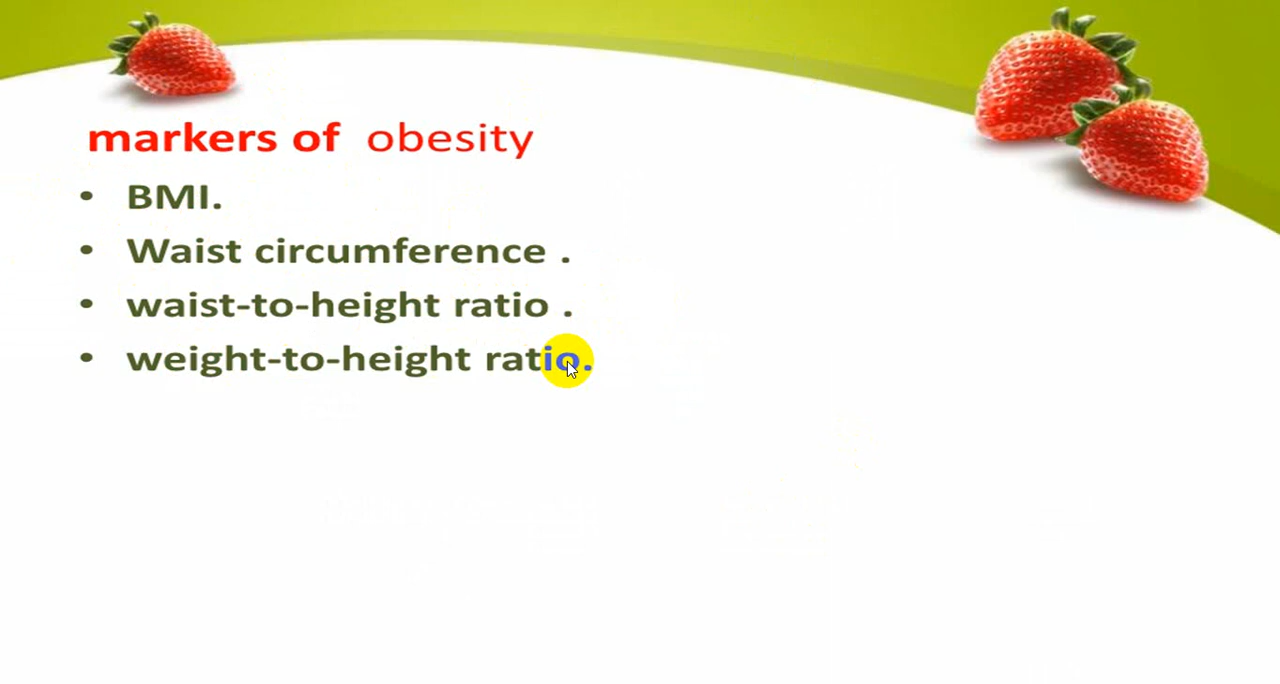 markers of obesity
• BMI.
• Waist circumference .
• waist-to-height ratio .
• weight-to-height ratio.